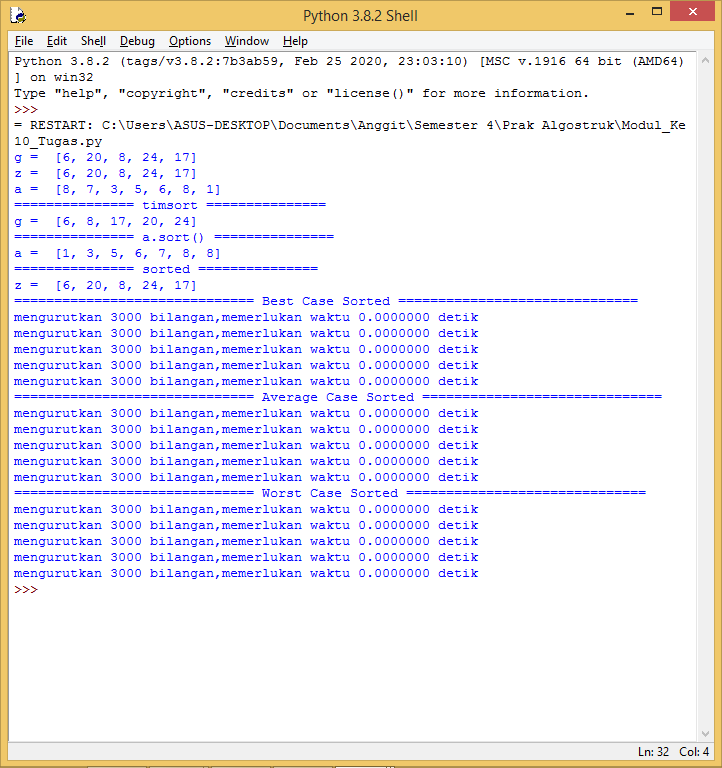 Python 3.8.2 Shell
File Edit Shell Debug Options Window Help
Python 3.8.2 (tags/v3.8.2:7b3ab59, Feb 25 2020, 23:03:10) [MSC v.1916 64 bit (AMD64)
] on win32
Type "help", "copyright", "credits" or "license()" for more information.
>>>
= RESTART: C:\Users\ASUS-DESKTOP\Documents\Anggit\Semester 4\Prak Algostruk\Modul_Ke
10_Tugas.py
g =  [6, 20, 8, 24, 17]
z =  [6, 20, 8, 24, 17]
a =  [8, 7, 3, 5, 6, 8, 1]
=============== timsort ===============
g =  [6, 8, 17, 20, 24]
=============== a.sort() ===============
a =  [1, 3, 5, 6, 7, 8, 8]
=============== sorted ===============
z =  [6, 20, 8, 24, 17]
============================== Best Case Sorted ==============================
mengurutkan 3000 bilangan,memerlukan waktu 0.0000000 detik
mengurutkan 3000 bilangan,memerlukan waktu 0.0000000 detik
mengurutkan 3000 bilangan,memerlukan waktu 0.0000000 detik
mengurutkan 3000 bilangan,memerlukan waktu 0.0000000 detik
mengurutkan 3000 bilangan,memerlukan waktu 0.0000000 detik
============================== Average Case Sorted ==============================
mengurutkan 3000 bilangan,memerlukan waktu 0.0000000 detik
mengurutkan 3000 bilangan,memerlukan waktu 0.0000000 detik
mengurutkan 3000 bilangan,memerlukan waktu 0.0000000 detik
mengurutkan 3000 bilangan,memerlukan waktu 0.0000000 detik
mengurutkan 3000 bilangan,memerlukan waktu 0.0000000 detik
============================== Worst Case Sorted ==============================
mengurutkan 3000 bilangan,memerlukan waktu 0.0000000 detik
mengurutkan 3000 bilangan,memerlukan waktu 0.0000000 detik
mengurutkan 3000 bilangan,memerlukan waktu 0.0000000 detik
mengurutkan 3000 bilangan,memerlukan waktu 0.0000000 detik
mengurutkan 3000 bilangan,memerlukan waktu 0.0000000 detik
>>>
Ln: 32 Col: 4